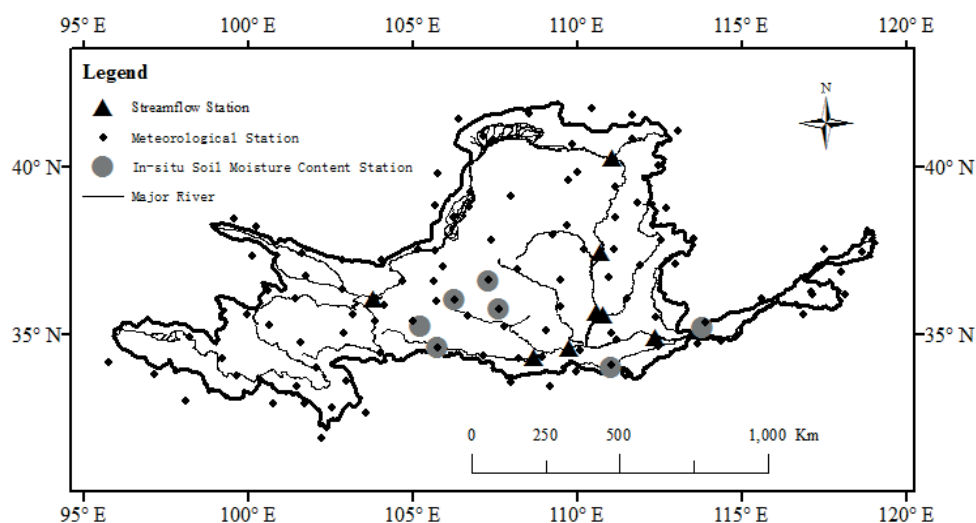 95° E 100° E 105° E 110° E 115° E 120° E
Legend
Streamflow Station
N
Meteorological Station
40° N 40° N
In-situ Soil Moisture Content Station
Major River
35° N 35° N
0 250 500 1,000 Km
95° E 100° E 105° E 110° E 115° E 120° E